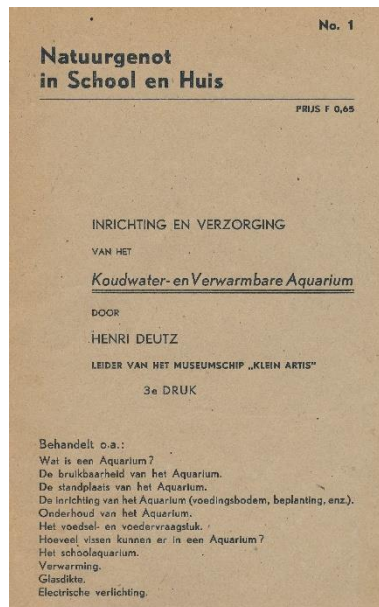 No. 1
Natuurgenot
in School en Huis
PRIJS F 0,65
INRICHTING EN VERZORGING
VAN HET
Koudwater- en Verwarmbare Aquarium
DOOR
HENRI DEUTZ
LEIDER VAN HET MUSEUMSCHIP „KLEIN ARTIS”
3e DRUK
Behandelt o.a.:
Wat is een Aquarium?
De bruikbaarheid van het Aquarium.
De standplaats van het Aquarium.
De inrichting van het Aquarium (voedingsbodem, beplanting, enz.).
Onderhoud van het Aquarium.
Het voedsel- en voedervraagstuk.
Hoeveel vissen kunnen er in een Aquarium?
Het schoolaquarium.
Verwarming.
Glasdikte.
Electrische verlichting.